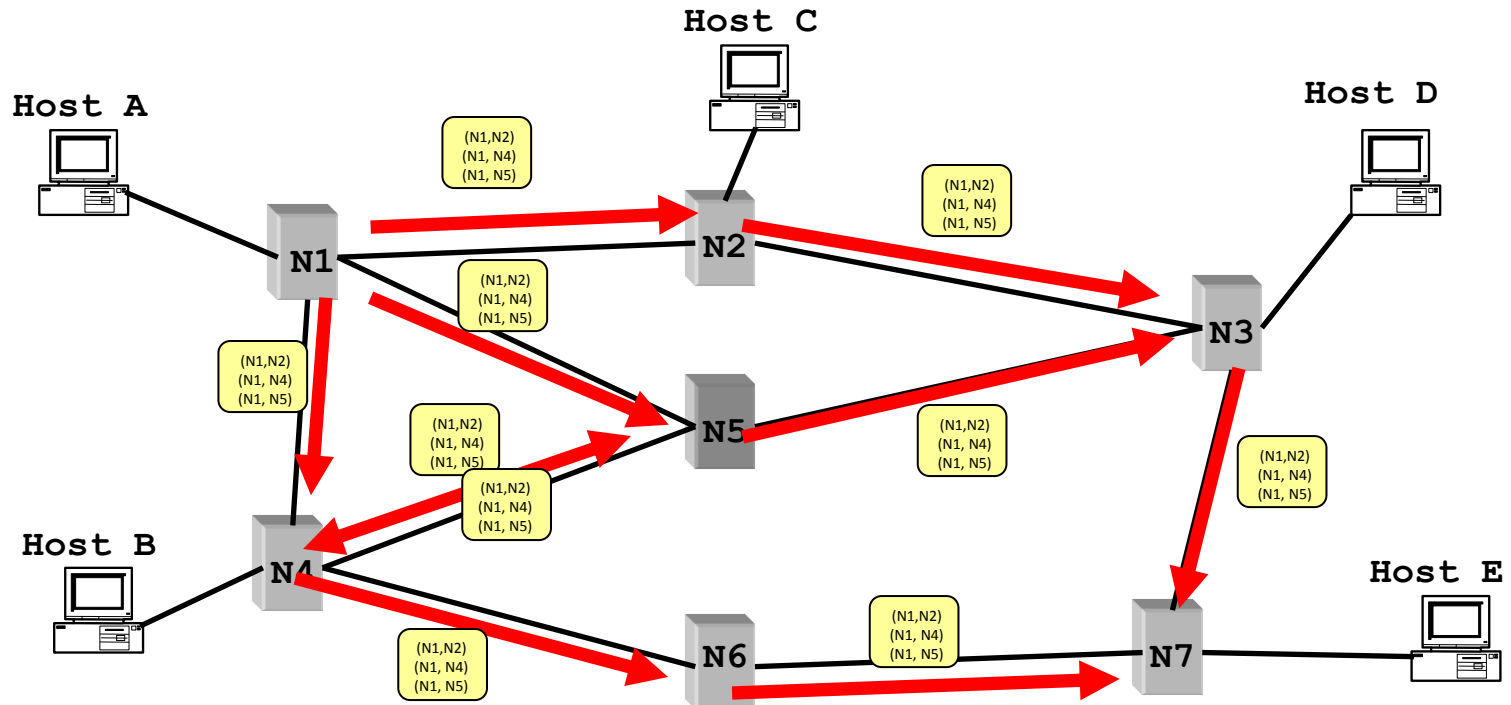 Host C
Host A
Host D
(N1,N2)
(N1, N4)
(N1, N5)
(N1,N2)
(N1, N4)
(N1, N5)
N1
N2
(N1,N2)
(N1, N4)
(N1, N5)
N3
(N1,N2)
(N1, N4)
(N1, N5)
(N1,N2)
(N1, N4)
(N1, N5)
N5
(N1,N2)
(N1, N4)
(N1, N5)
(N1,N2)
(N1, N4)
(N1, N5)
(N1,N2)
(N1, N4)
(N1, N5)
Host B
N4
Host E
(N1,N2)
(N1, N4)
(N1, N5)
N6
(N1,N2)
(N1, N4)
(N1, N5)
N7